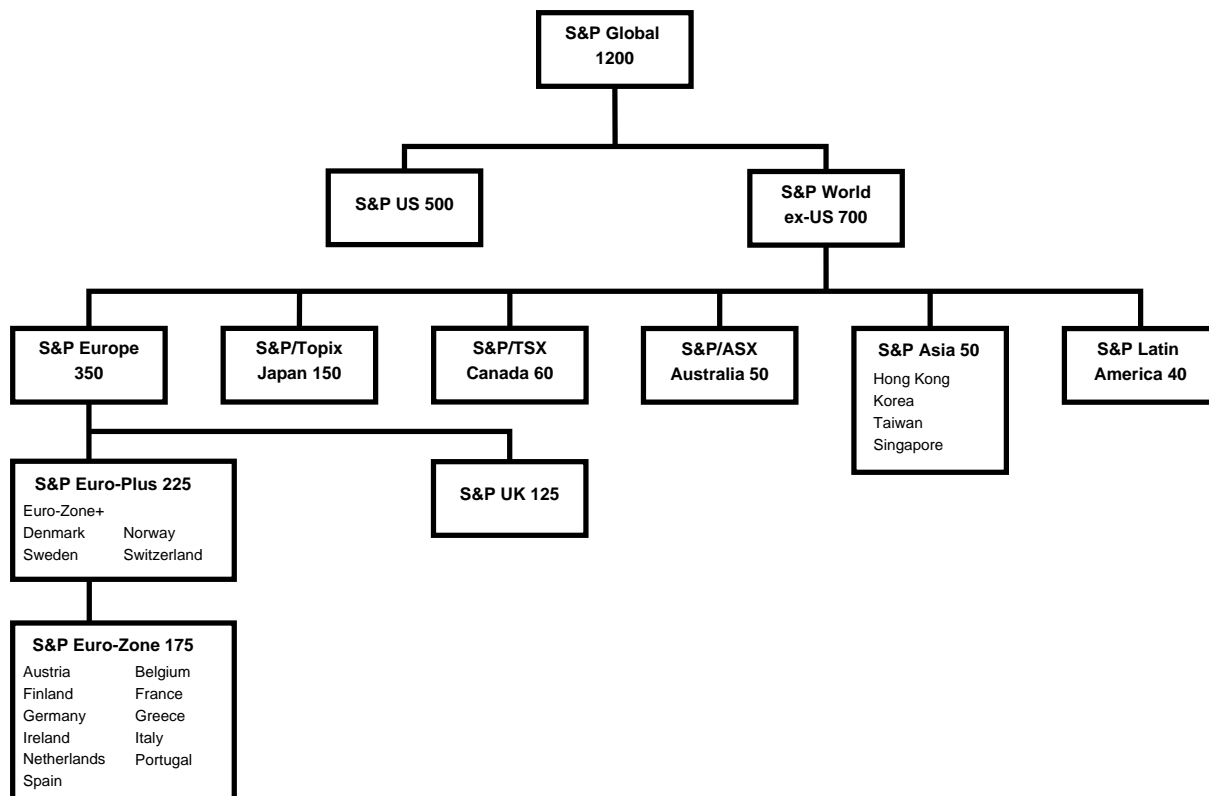 S&P Global
1200
S&P US 500
S&P World
ex-US 700
S&P Europe
350
S&P/Topix
Japan 150
S&P/TSX
Canada 60
S&P/ASX
Australia 50
S&P Asia 50
Hong Kong
Korea
Taiwan
Singapore
S&P Latin
America 40
S&P Euro-Plus 225
Euro-Zone+
Denmark Norway
Sweden Switzerland
S&P UK 125
S&P Euro-Zone 175
Austria Belgium
Finland France
Germany Greece
Ireland Italy
Netherlands Portugal
Spain